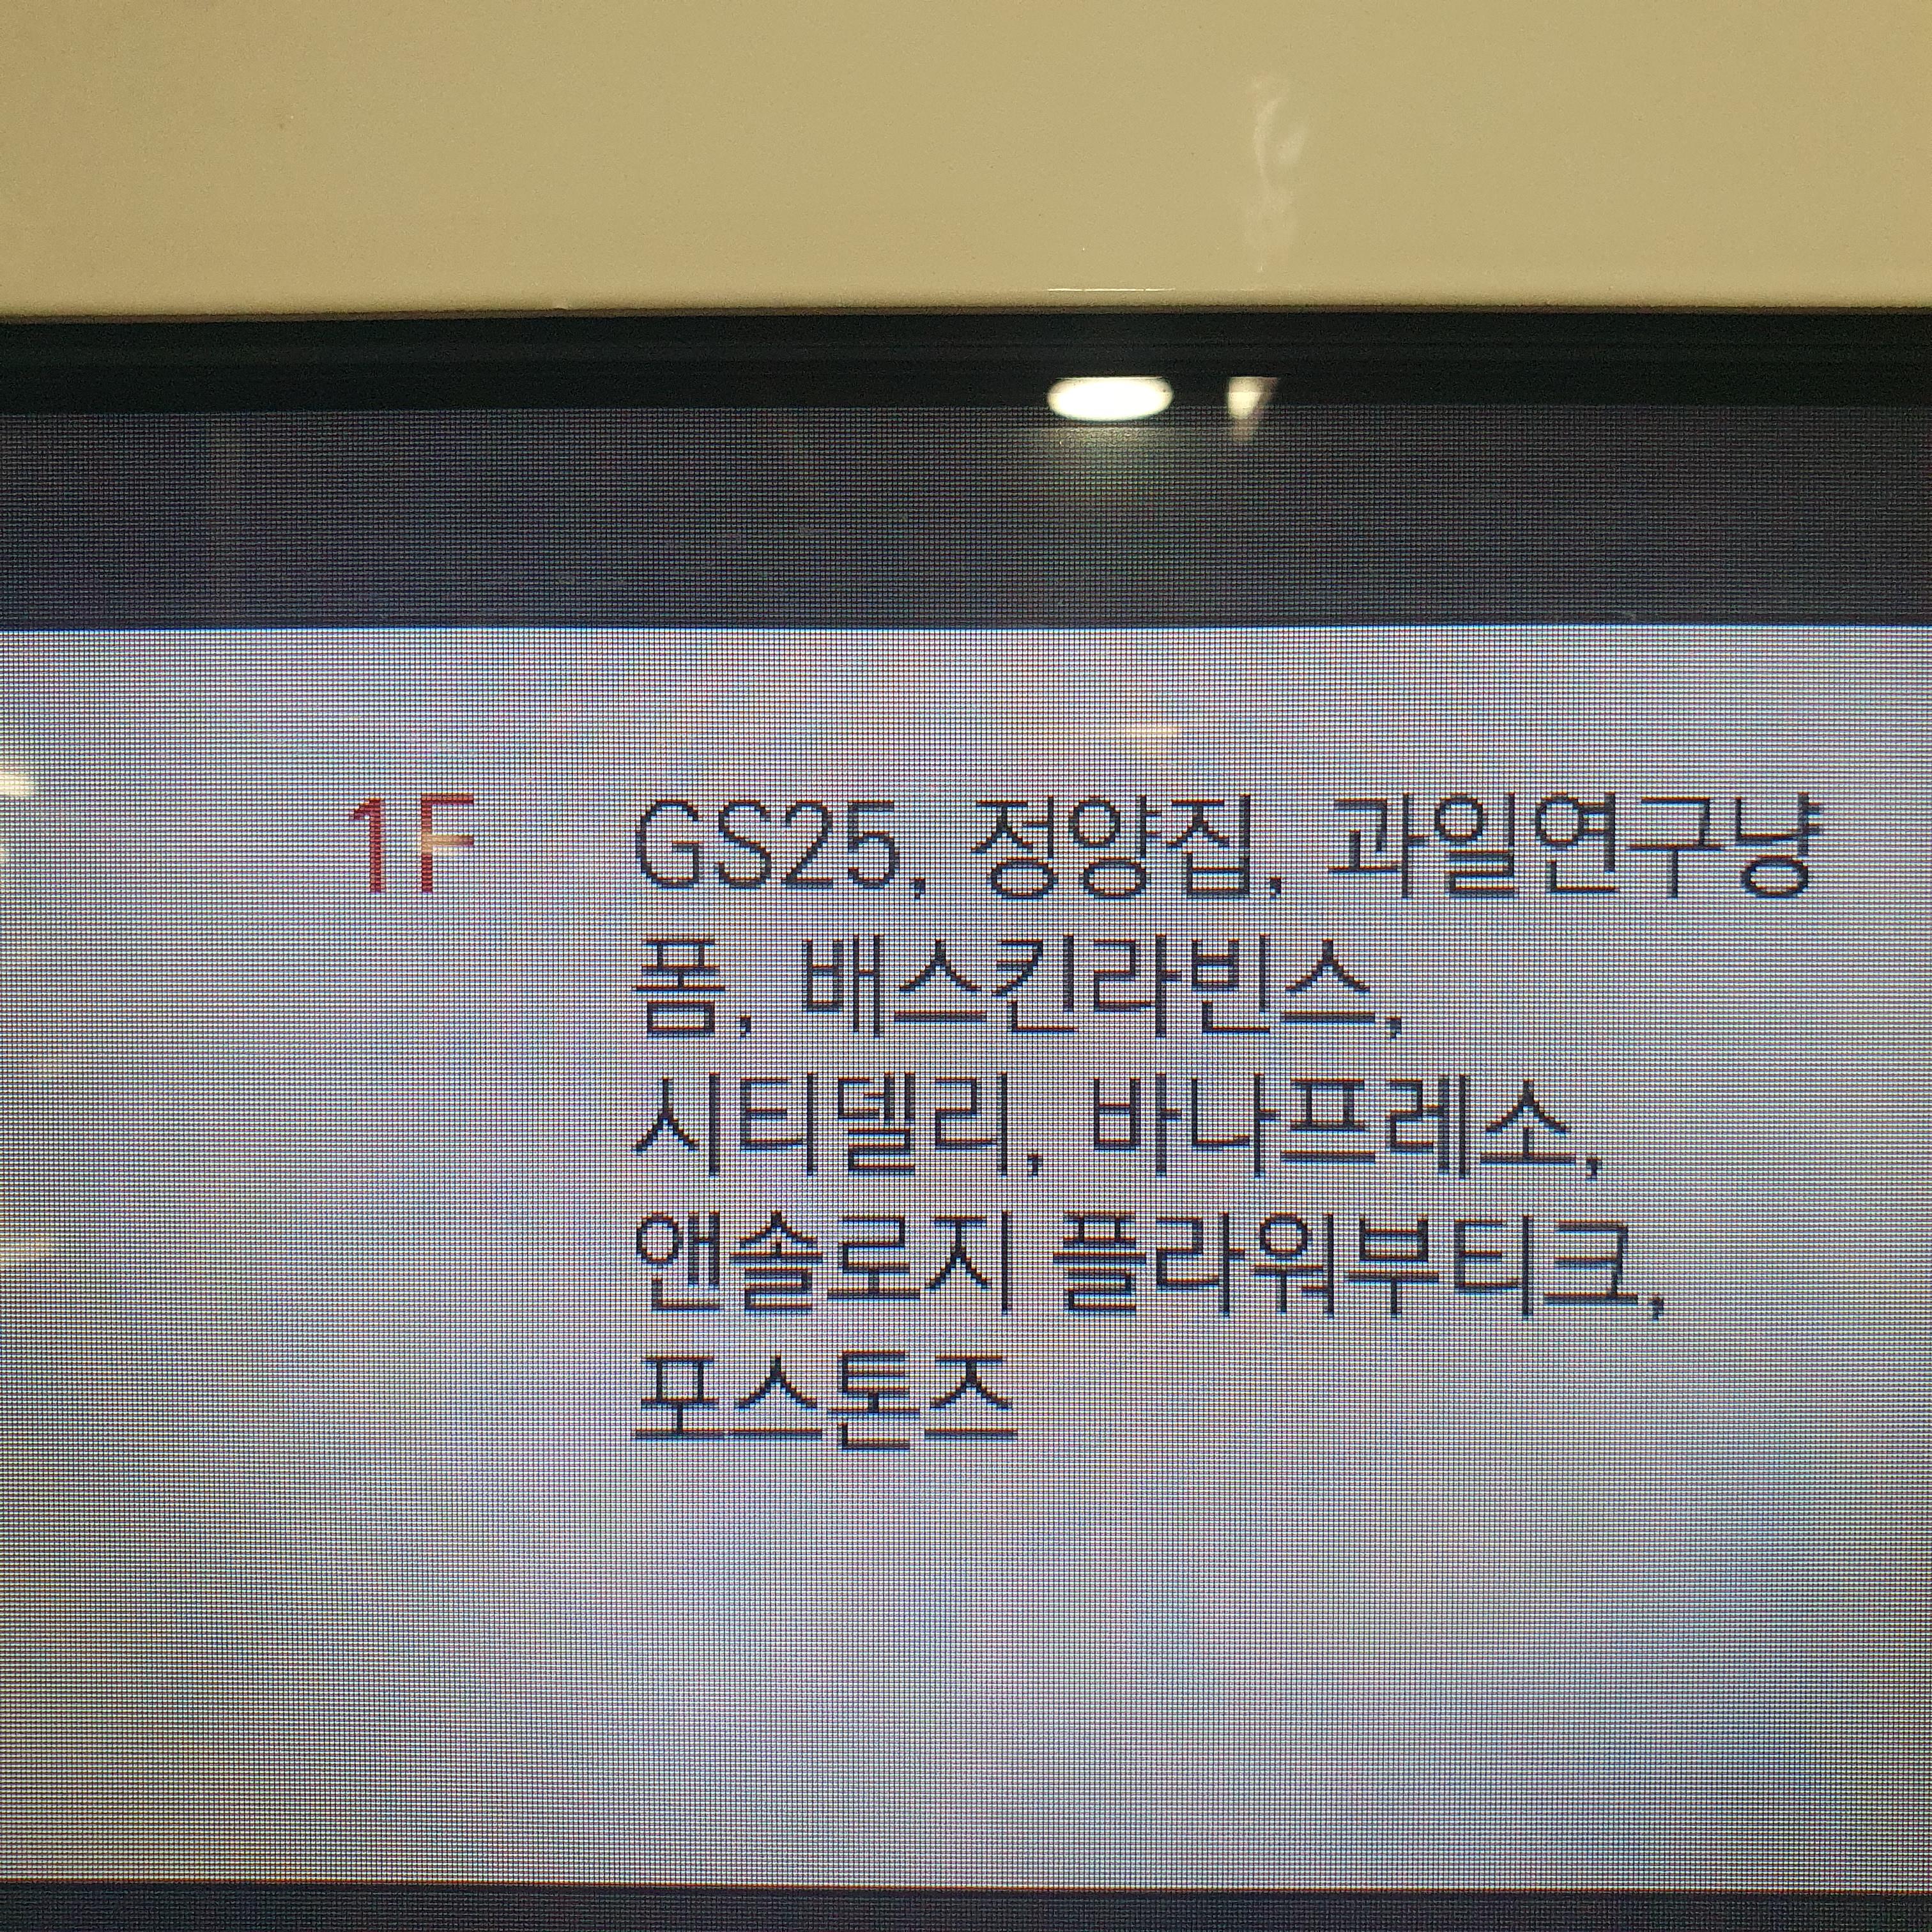 1F GS25, 정양집, 과일연구냥
폼, 배스킨라빈스,
시티델리, 바나프레소,
앤솔로지 플라워부티크,
포스톤즈